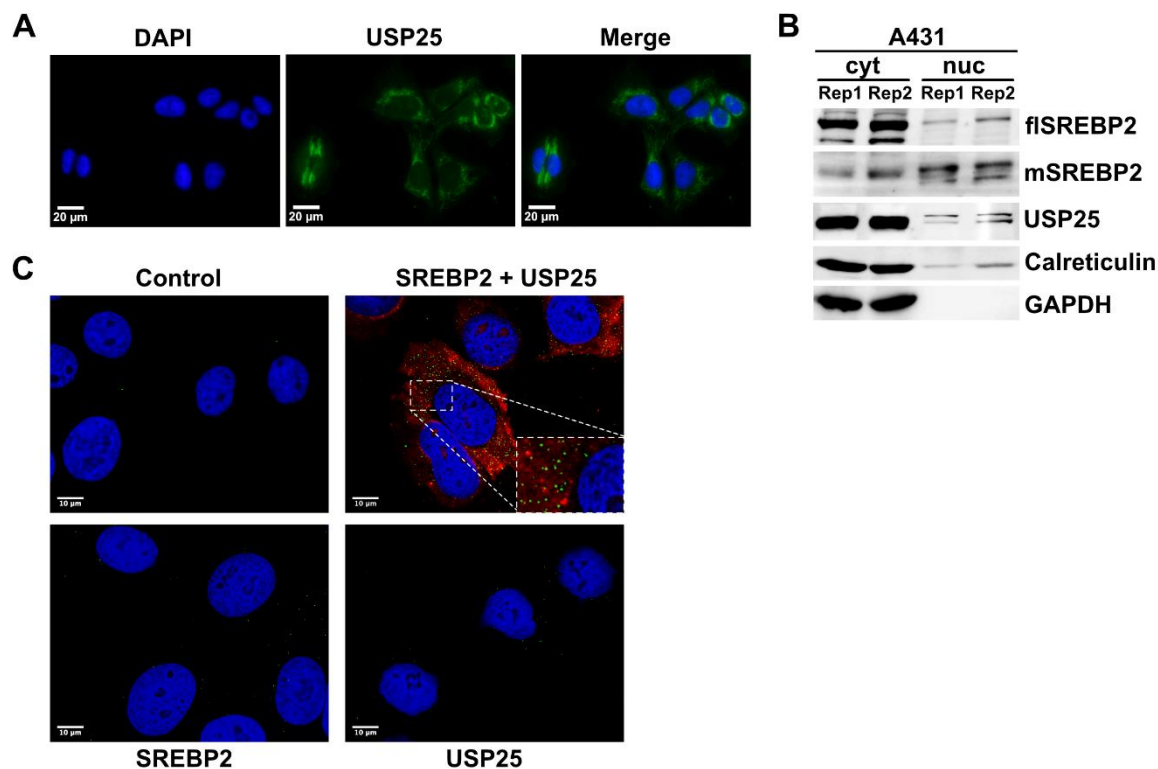 A
DAPI
USP25
Merge
20 µm
20 µm
20 µm
B
A431
cyt
nuc
Rep1 Rep2 Rep1 Rep2
flSREBP2
mSREBP2
USP25
Calreticulin
GAPDH
C
Control
SREBP2 + USP25
10 µm
10 µm
10 µm
10 µm
SREBP2
USP25